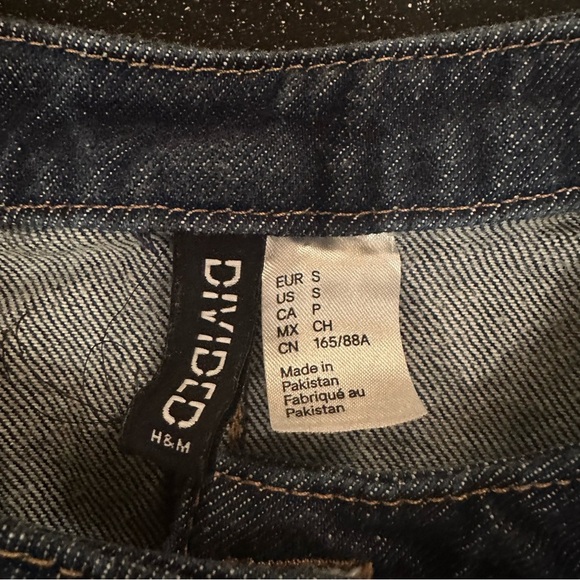 DIVIDED
H&M
EUR S
US S
CA P
MX CH
CN 165/88A
Made in
Pakistan
Fabriqué au
Pakistan